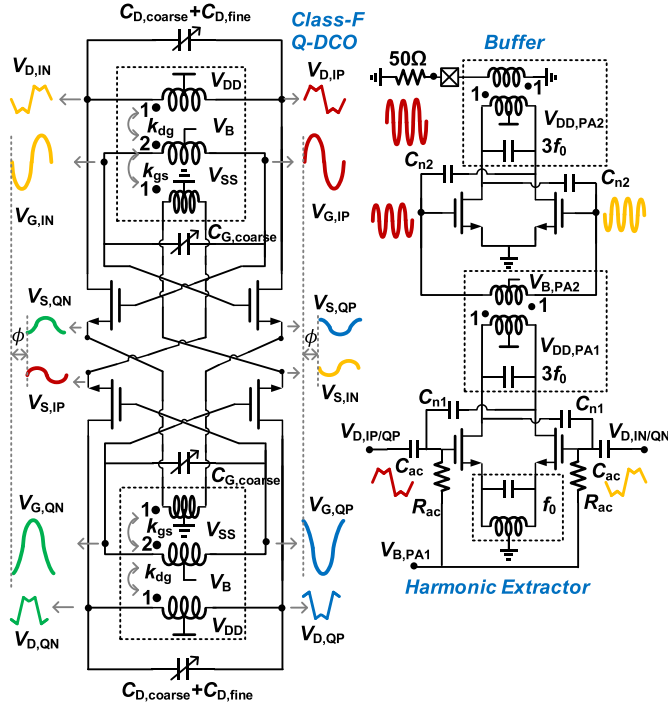 C_D,coarse+C_D,fine
Class-F
Q-DCO
Buffer
V_D,IN
V_DD
V_D,IP
50Ω
1
1
1
k_dg
V_B
1
V_DD,PA2
2
k_gs
V_SS
C_n2
3f_0
1
C_n2
V_G,IN
V_G,IP
C_G,coarse
V_B,PA2
V_S,QN
V_S,QP
1
1
V_DD,PA1
ϕ
ϕ
3f_0
V_S,IP
V_S,IN
C_n1
C_n1
V_D,IP/QP
V_D,IN/QN
C_G,coarse
C_ac
C_ac
V_G,QN
1
V_G,QP
R_ac
f_0
R_ac
k_gs
V_SS
2
V_B
V_B,PA1
k_dg
Harmonic Extractor
1
V_DD
V_D,QN
V_D,QP
C_D,coarse+C_D,fine